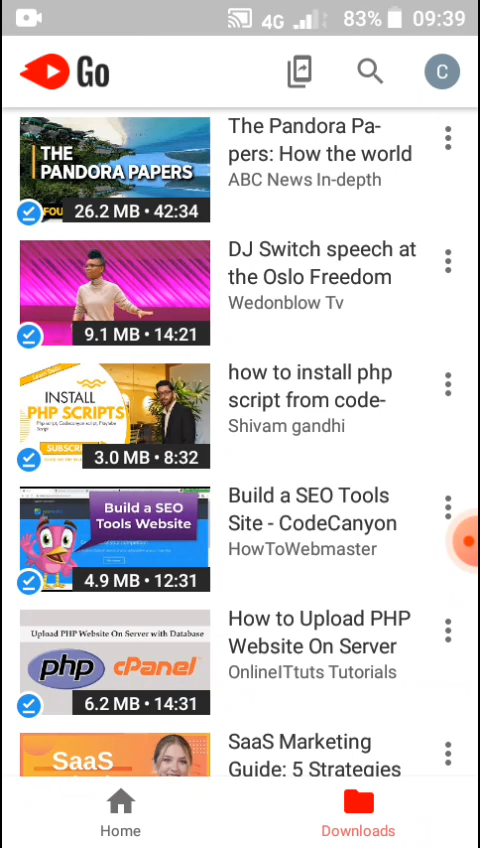 4G 83% 09:39
Go
C
THE
PANDORA PAPERS
FOU
26.2 MB • 42:34
The Pandora Pa-
pers: How the world
ABC News In-depth
9.1 MB • 14:21
DJ Switch speech at
the Oslo Freedom
Wedonblow Tv
INSTALL
PHP SCRIPTS
SUBSCRI
3.0 MB • 8:32
how to install php
script from code-
Shivam gandhi
Build a SEO
Tools Website
4.9 MB • 12:31
Build a SEO Tools
Site - CodeCanyon
HowToWebmaster
Upload PHP Website On Server with Database
php cPanel
6.2 MB • 14:31
How to Upload PHP
Website On Server
OnlineITtuts Tutorials
SaaS
SaaS Marketing
Guide: 5 Strategies
Home
Downloads